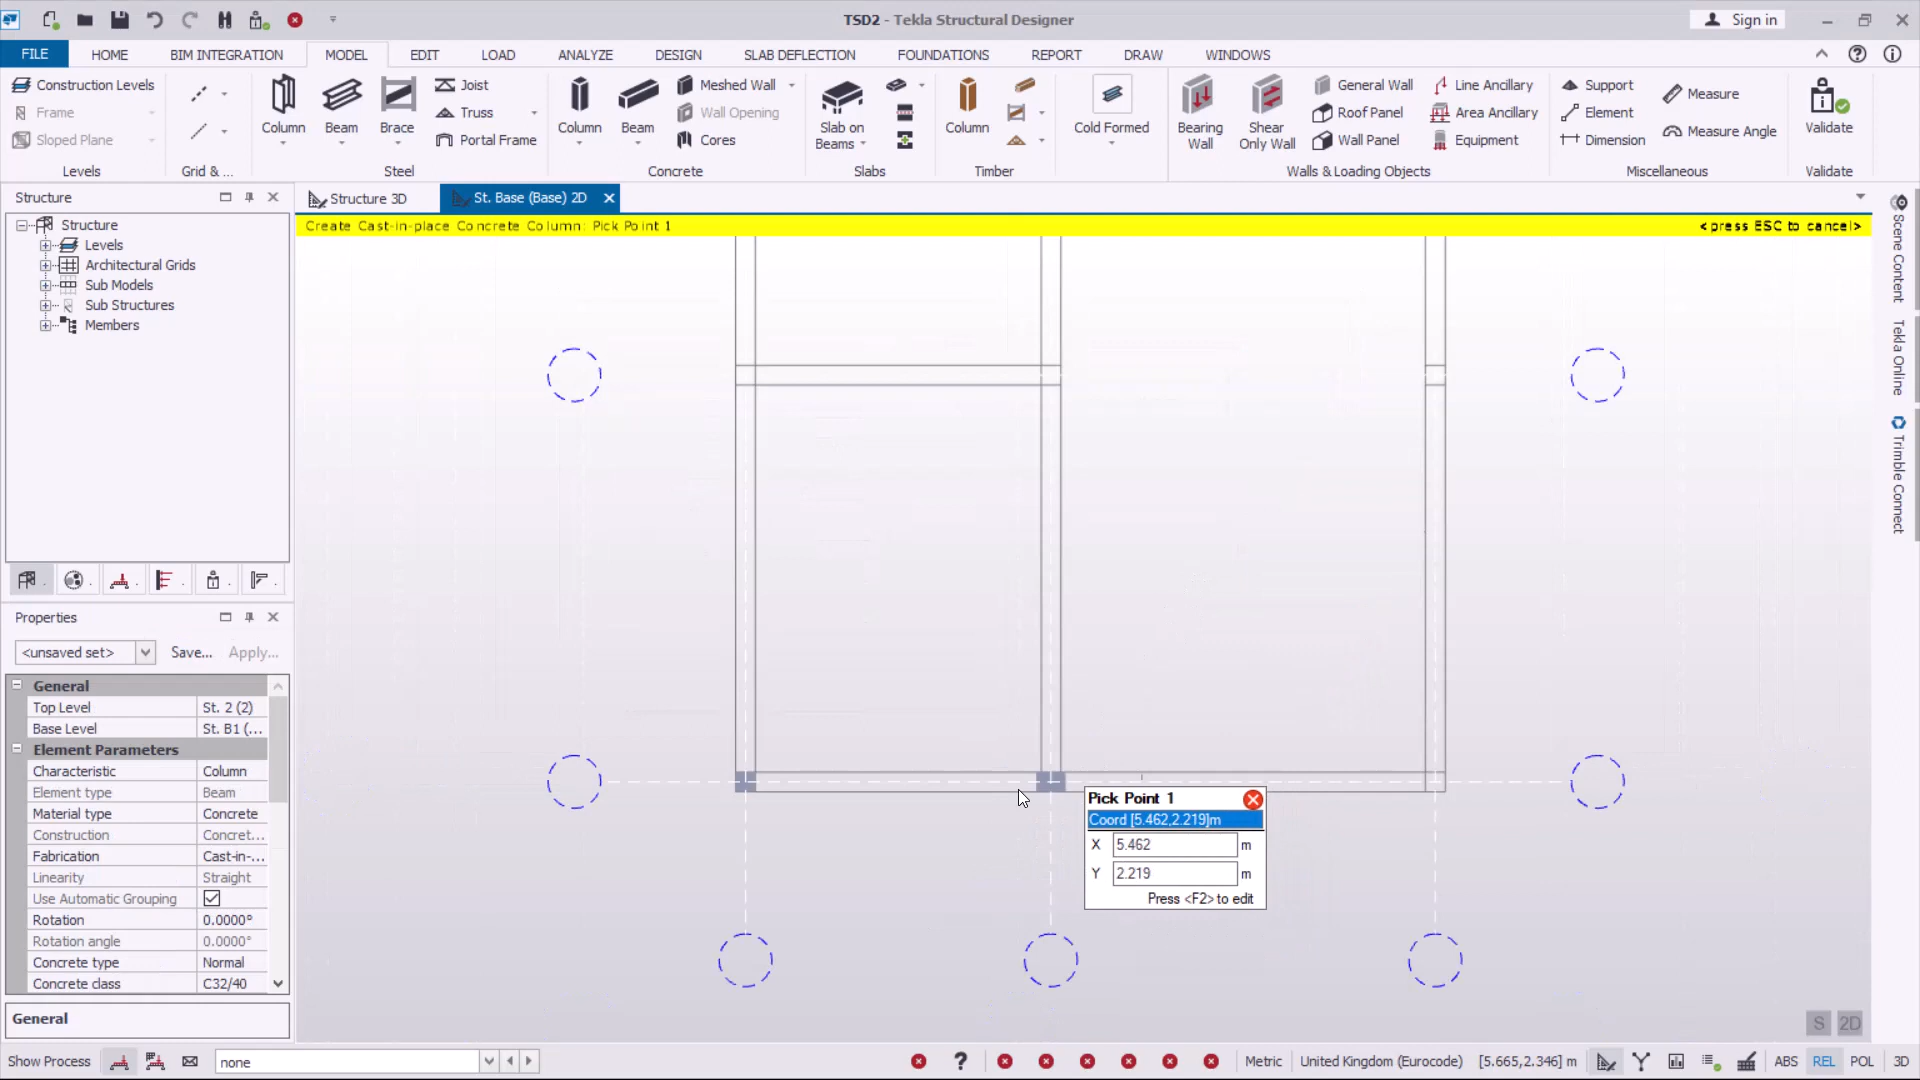 TSD2 - Tekla Structural Designer
Sign in
FILE
HOME
BIM INTEGRATION
MODEL
EDIT
LOAD
ANALYZE
DESIGN
SLAB DEFLECTION
FOUNDATIONS
REPORT
DRAW
WINDOWS
Construction Levels
Frame
Sloped Plane
Levels
Grid & ...
Column
Beam
Brace
Joist
Truss
Portal Frame
Steel
Column
Beam
Meshed Wall
Wall Opening
Cores
Concrete
Slab on
Beams
Slabs
Column
Timber
Cold Formed
Bearing
Wall
Shear
Only Wall
General Wall
Roof Panel
Wall Panel
Line Ancillary
Area Ancillary
Equipment
Walls & Loading Objects
Support
Element
Dimension
Measure
Measure Angle
Miscellaneous
Validate
Validate
Structure
Structure
Levels
Architectural Grids
Sub Models
Sub Structures
Members
Structure 3D
St. Base (Base) 2D
Create Cast-in-place Concrete Column: Pick Point 1
<press ESC to cancel>
Scene Content
Tekla Online
Trimble Connect
Properties
<unsaved set>
Save...
Apply...
General
Top Level St. 2 (2)
Base Level St. B1 (...
Element Parameters
Characteristic Column
Element type Beam
Material type Concrete
Construction Concret...
Fabrication Cast-in-...
Linearity Straight
Use Automatic Grouping
Rotation 0.0000°
Rotation angle 0.0000°
Concrete type Normal
Concrete class C32/40
General
Pick Point 1
Coord [5.462,2.219]m
X 5.462 m
Y 2.219 m
Press <F2> to edit
S 2D
Show Process
none
?
Metric
United Kingdom (Eurocode)
[5.665,2.346] m
ABS
REL
POL
3D